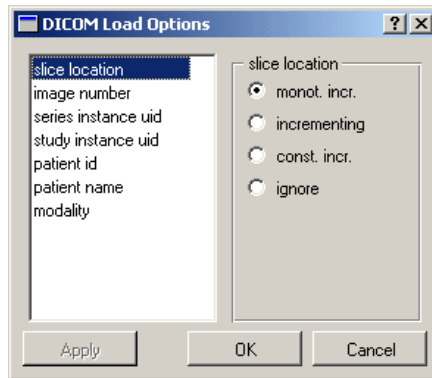 DICOM Load Options
slice location
image number
series instance uid
study instance uid
patient id
patient name
modality
slice location
monot. incr.
incrementing
const. incr.
ignore
Apply
OK
Cancel